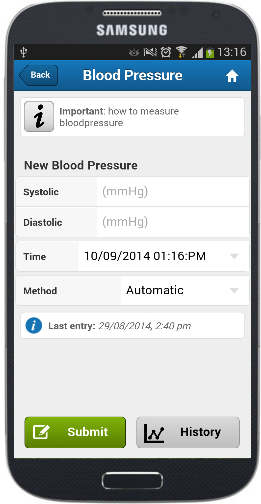 SAMSUNG
13:16
Back
Blood Pressure
Important: how to measure
bloodpressure
New Blood Pressure
Systolic (mmHg)
Diastolic (mmHg)
Time 10/09/2014 01:16:PM
Method Automatic
Last entry: 29/08/2014, 2:40 pm
Submit
History